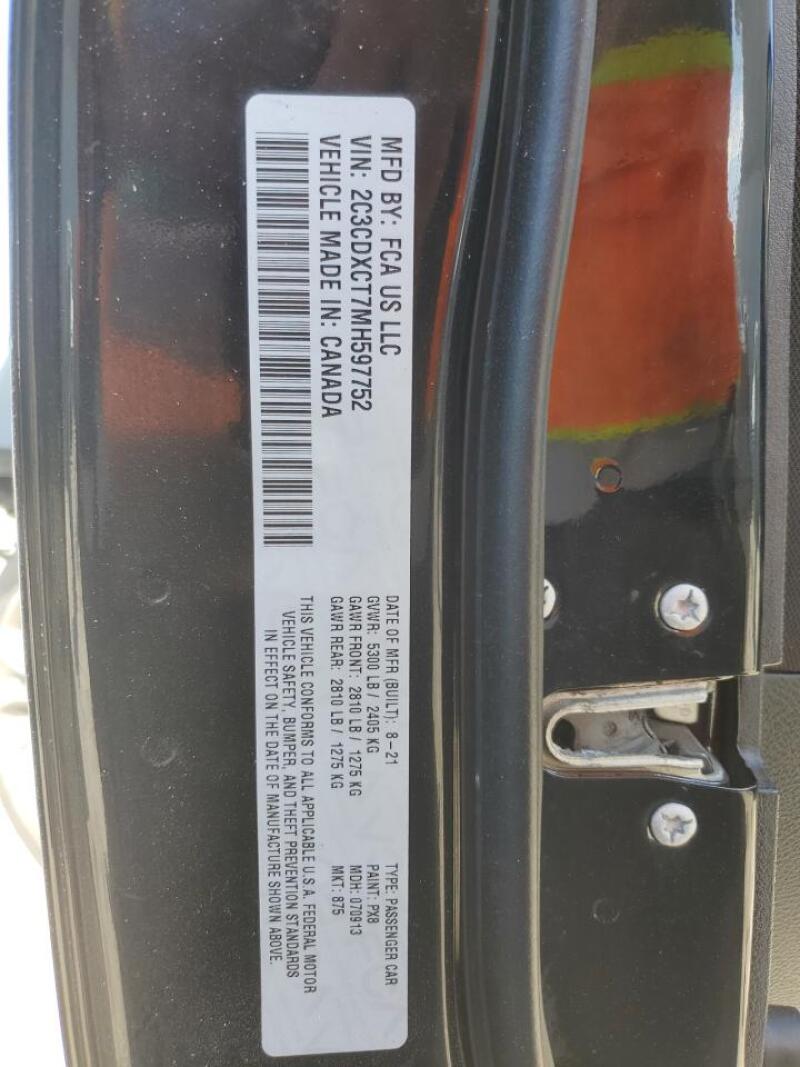 MFD BY: FCA US LLC
VIN: 2C3CDXCT7MH597752
VEHICLE MADE IN: CANADA
DATE OF MFR (BUILT): 8-21
GVWR: 5300 LB / 2405 KG
GAWR FRONT: 2810 LB / 1275 KG
GAWR REAR: 2810 LB / 1275 KG
TYPE: PASSENGER CAR
PAINT: PX8
MDH: 070913
MKT: 875
THIS VEHICLE CONFORMS TO ALL APPLICABLE U.S.A. FEDERAL MOTOR
VEHICLE SAFETY, BUMPER, AND THEFT PREVENTION STANDARDS
IN EFFECT ON THE DATE OF MANUFACTURE SHOWN ABOVE.